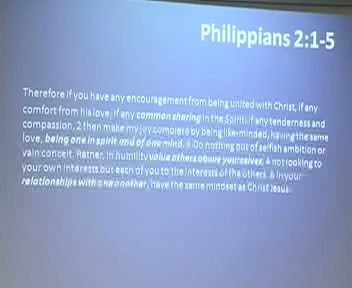 Philippians 2:1-5
Therefore if you have any encouragement from being united with Christ, if any
comfort from his love, if any common sharing in the Spirit, if any tenderness and
compassion, 2 then make my joy complete by being like-minded, having the same
love, being one in spirit and of one mind. 3 Do nothing out of selfish ambition or
vain conceit. Rather, in humility value others above yourselves, 4 not looking to
your own interests but each of you to the interests of the others. 5 In your
relationships with one another, have the same mindset as Christ Jesus: